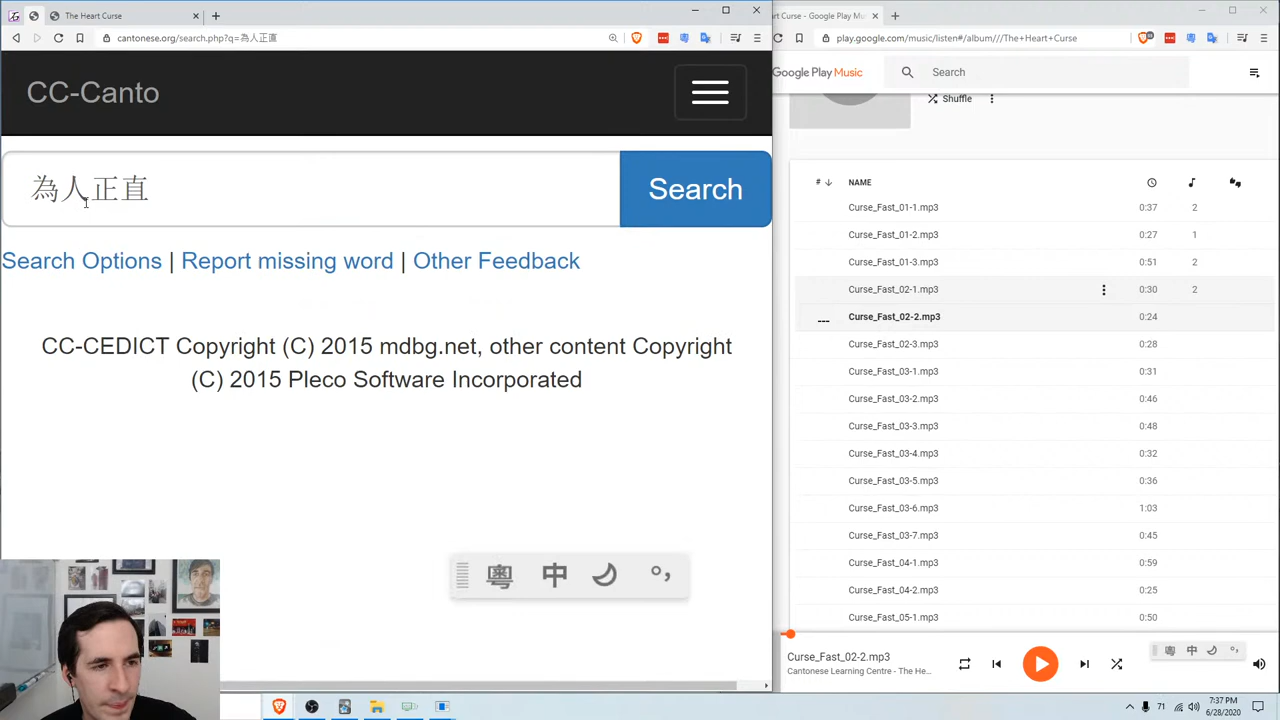 The Heart Curse
cantonese.org/search.php?q=為人正直
CC-Canto
為人正直
Search
Search Options | Report missing word | Other Feedback
CC-CEDICT Copyright (C) 2015 mdbg.net, other content Copyright
(C) 2015 Pleco Software Incorporated
粵 中
rt Curse - Google Play Music
play.google.com/music/listen#/album///The+Heart+Curse
Google Play Music
Search
Shuffle
# NAME
Curse_Fast_01-1.mp3 0:37 2
Curse_Fast_01-2.mp3 0:27 1
Curse_Fast_01-3.mp3 0:51 2
Curse_Fast_02-1.mp3 0:30 2
Curse_Fast_02-2.mp3 0:24
Curse_Fast_02-3.mp3 0:28
Curse_Fast_03-1.mp3 0:31
Curse_Fast_03-2.mp3 0:46
Curse_Fast_03-3.mp3 0:48
Curse_Fast_03-4.mp3 0:32
Curse_Fast_03-5.mp3 0:36
Curse_Fast_03-6.mp3 1:03
Curse_Fast_03-7.mp3 0:45
Curse_Fast_04-1.mp3 0:59
Curse_Fast_04-2.mp3 0:25
Curse_Fast_05-1.mp3 0:50
Curse_Fast_02-2.mp3
Cantonese Learning Centre - The He...
粵 中
71
7:37 PM
6/28/2020